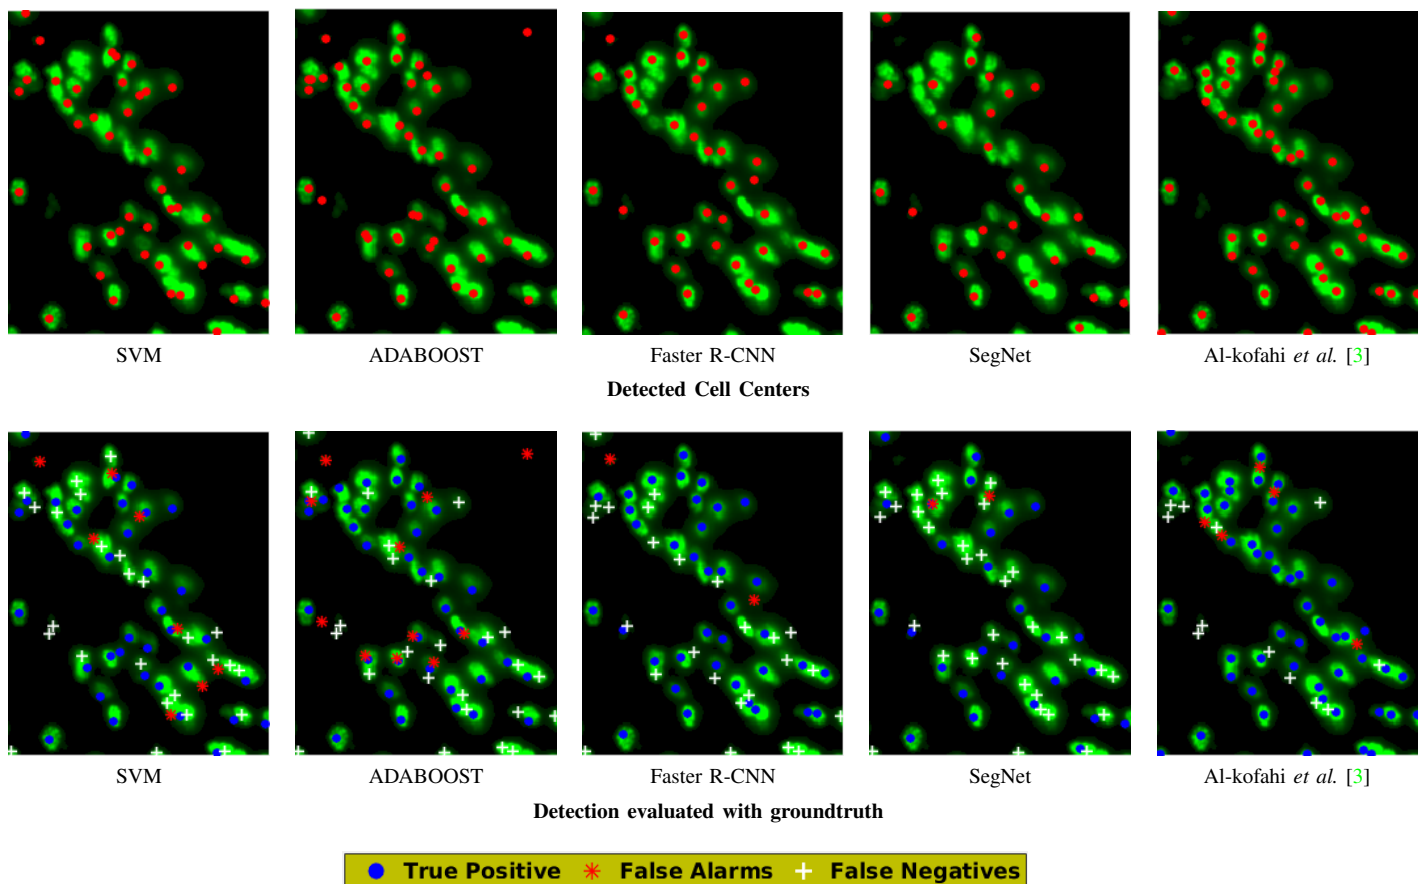 SVM
ADABOOST
Faster R-CNN
SegNet
Al-kofahi et al. [3]
Detected Cell Centers
SVM
ADABOOST
Faster R-CNN
SegNet
Al-kofahi et al. [3]
Detection evaluated with groundtruth
True Positive False Alarms False Negatives